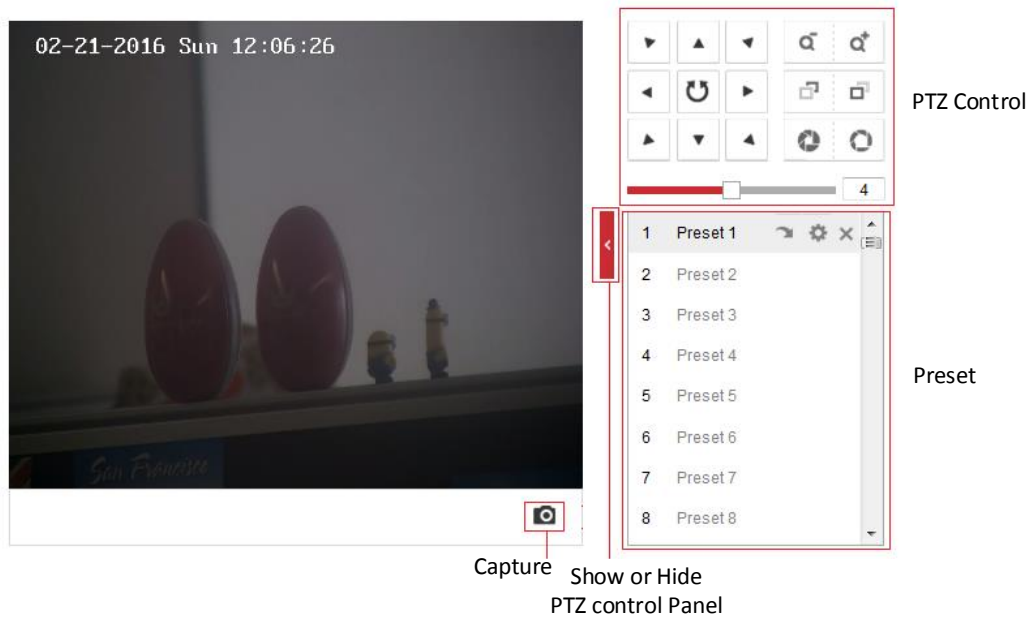 02-21-2016 Sun 12:06:26
PTZ Control
4
1 Preset 1
2 Preset 2
3 Preset 3
4 Preset 4
5 Preset 5
6 Preset 6
7 Preset 7
8 Preset 8
Preset
San Francisco
Capture
Show or Hide
PTZ control Panel